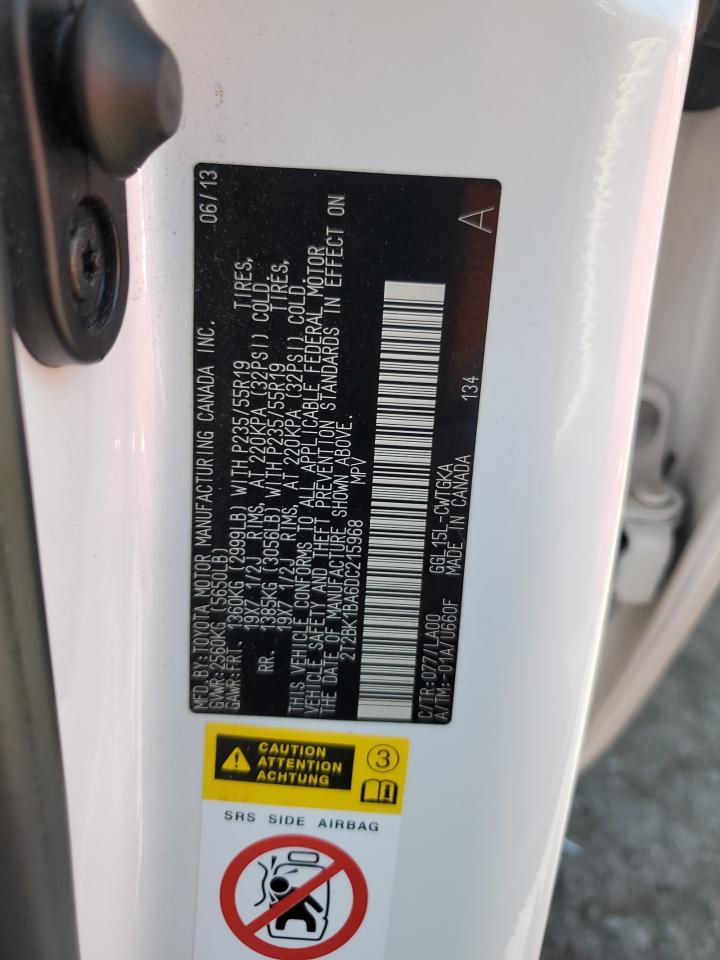 MFD. BY: TOYOTA MOTOR MANUFACTURING CANADA INC. 06/13
GVWR: 2560KG (5650LB)
GAWR: FRT. 1360KG (2999LB) WITH P235/55R19 TIRES,
19X7 1/2J RIMS, AT 220KPA (32PSI) COLD.
RR. 1385KG (3056LB) WITH P235/55R19 TIRES,
19X7 1/2J RIMS, AT 220KPA (32PSI) COLD.
THIS VEHICLE CONFORMS TO ALL APPLICABLE FEDERAL MOTOR
VEHICLE SAFETY AND THEFT PREVENTION STANDARDS IN EFFECT ON
THE DATE OF MANUFACTURE SHOWN ABOVE.
2T2BK1BA6DC215968 MPV
C/TR: 077/LA00 GGL15L-CWTGKA 134 A
A/TM: -01A/U660F MADE IN CANADA
CAUTION
ATTENTION
ACHTUNG
3
SRS SIDE AIRBAG